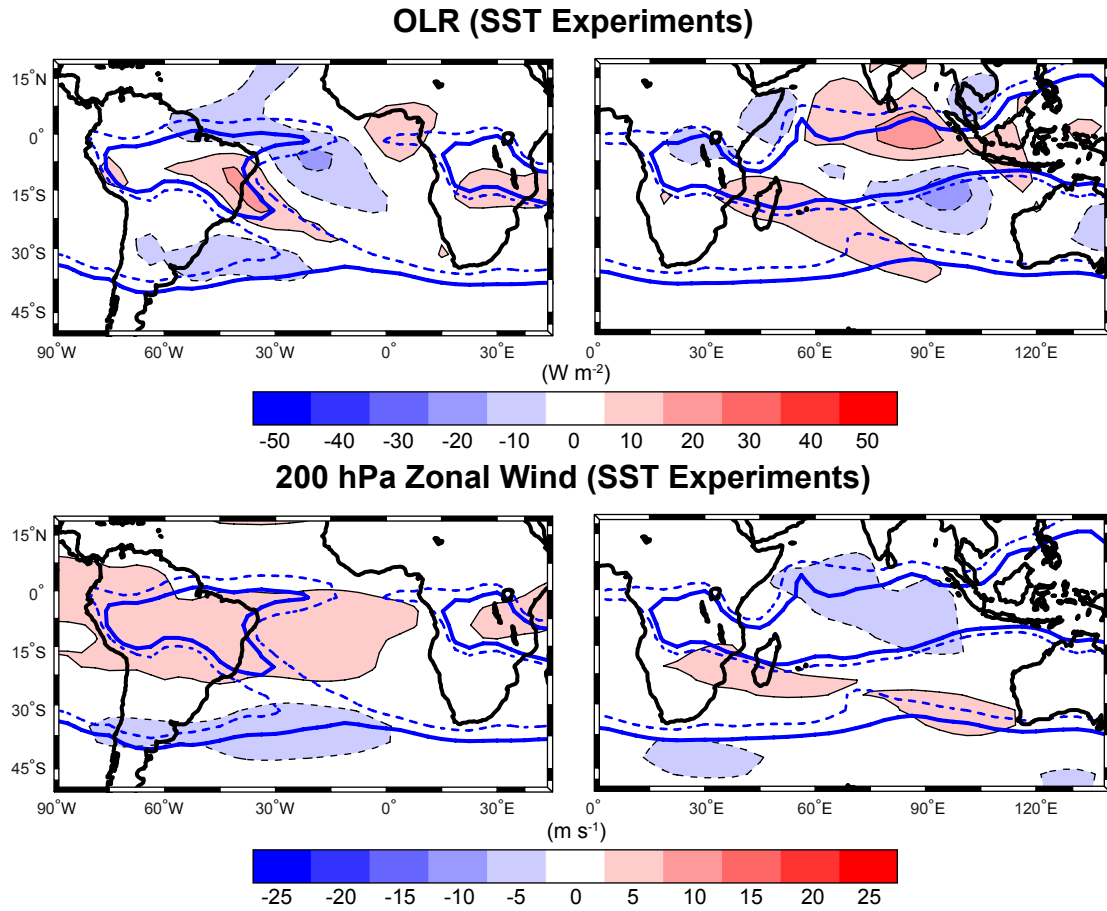 OLR (SST Experiments)
15°N
0°
15°S
30°S
45°S
90°W 60°W 30°W 0° 30°E
0° 30°E 60°E 90°E 120°E
(W m-2)
-50 -40 -30 -20 -10 0 10 20 30 40 50
200 hPa Zonal Wind (SST Experiments)
15°N
0°
15°S
30°S
45°S
90°W 60°W 30°W 0° 30°E
0° 30°E 60°E 90°E 120°E
(m s-1)
-25 -20 -15 -10 -5 0 5 10 15 20 25